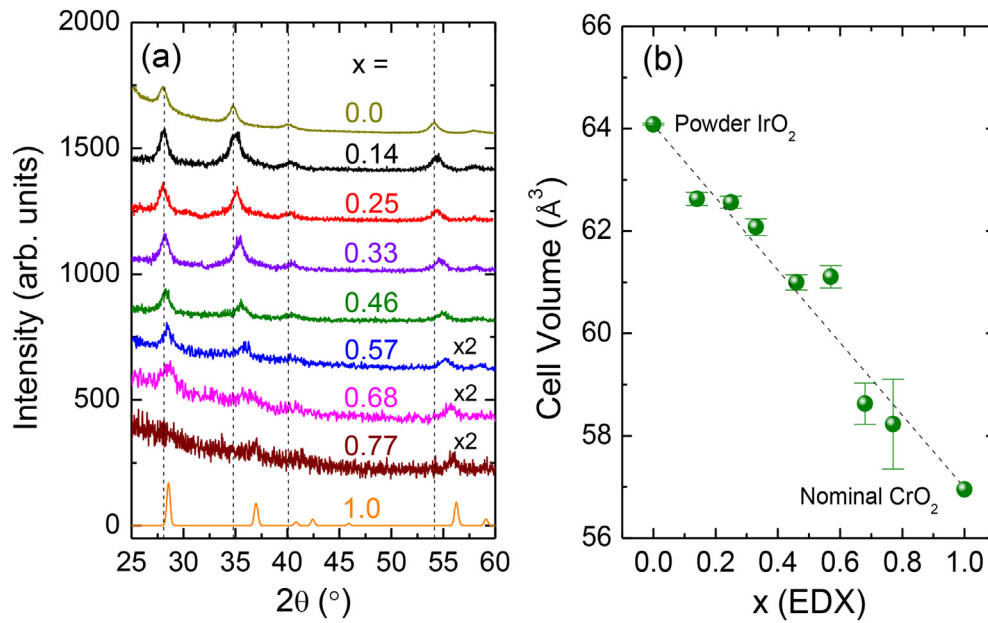 (a)
x =
0.0
0.14
0.25
0.33
0.46
0.57
x2
0.68
x2
0.77
x2
1.0
2000
1500
1000
500
0
Intensity (arb. units)
25 30 35 40 45 50 55 60
2θ (°)
(b)
Powder IrO₂
Nominal CrO₂
66
64
62
60
58
56
Cell Volume (Å³)
0.0 0.2 0.4 0.6 0.8 1.0
x (EDX)